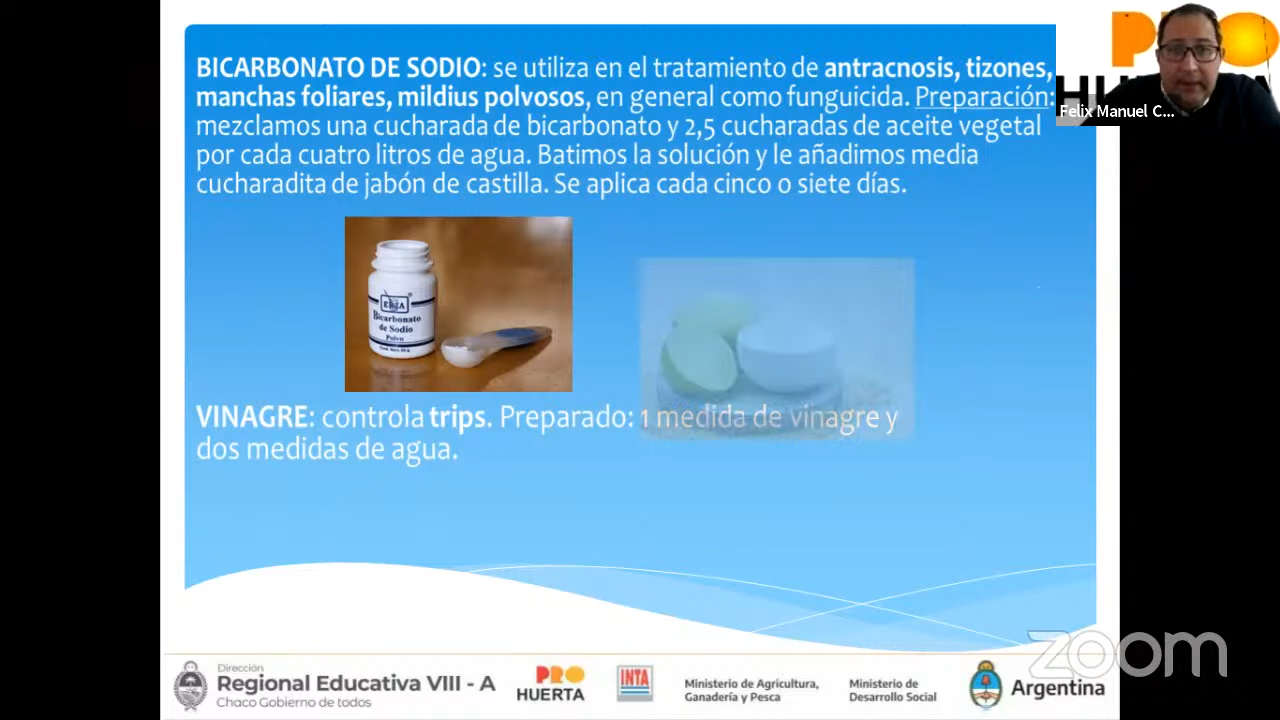 BICARBONATO DE SODIO: se utiliza en el tratamiento de antracnosis, tizones,
manchas foliares, mildius polvosos, en general como funguicida. Preparación:
mezclamos una cucharada de bicarbonato y 2,5 cucharadas de aceite vegetal
por cada cuatro litros de agua. Batimos la solución y le añadimos media
cucharadita de jabón de castilla. Se aplica cada cinco o siete días.
PRO
HUERTA
Felix Manuel C...
Bicarbonato
de Sodio
Polvo
VINAGRE: controla trips. Preparado: 1 medida de vinagre y
dos medidas de agua.
zoom
Dirección
Regional Educativa VIII - A
Chaco Gobierno de todos
PRO
HUERTA
INTA
Ministerio de Agricultura,
Ganadería y Pesca
Ministerio de
Desarrollo Social
Argentina